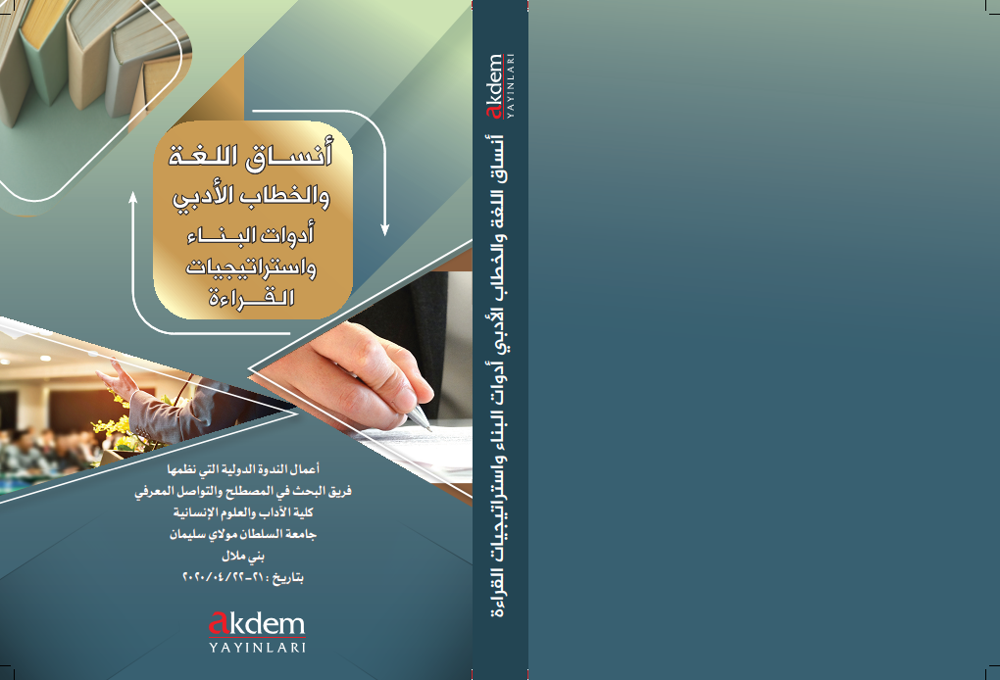 أنساق اللغة
والخطاب الأدبي
أدوات البناء
واستراتيجيات
القراءة
أعمال الندوة الدولية التي نظمها
فريق البحث في المصطلح والتواصل المعرفي
كلية الآداب والعلوم الإنسانية
جامعة السلطان مولاي سليمان
بني ملال
بتاريخ : ٢١-٢٢/٠٤/٢٠٢٠
akdem
YAYINLARI
akdem
YAYINLARI
أنساق اللغة والخطاب الأدبي أدوات البناء واستراتيجيات القراءة